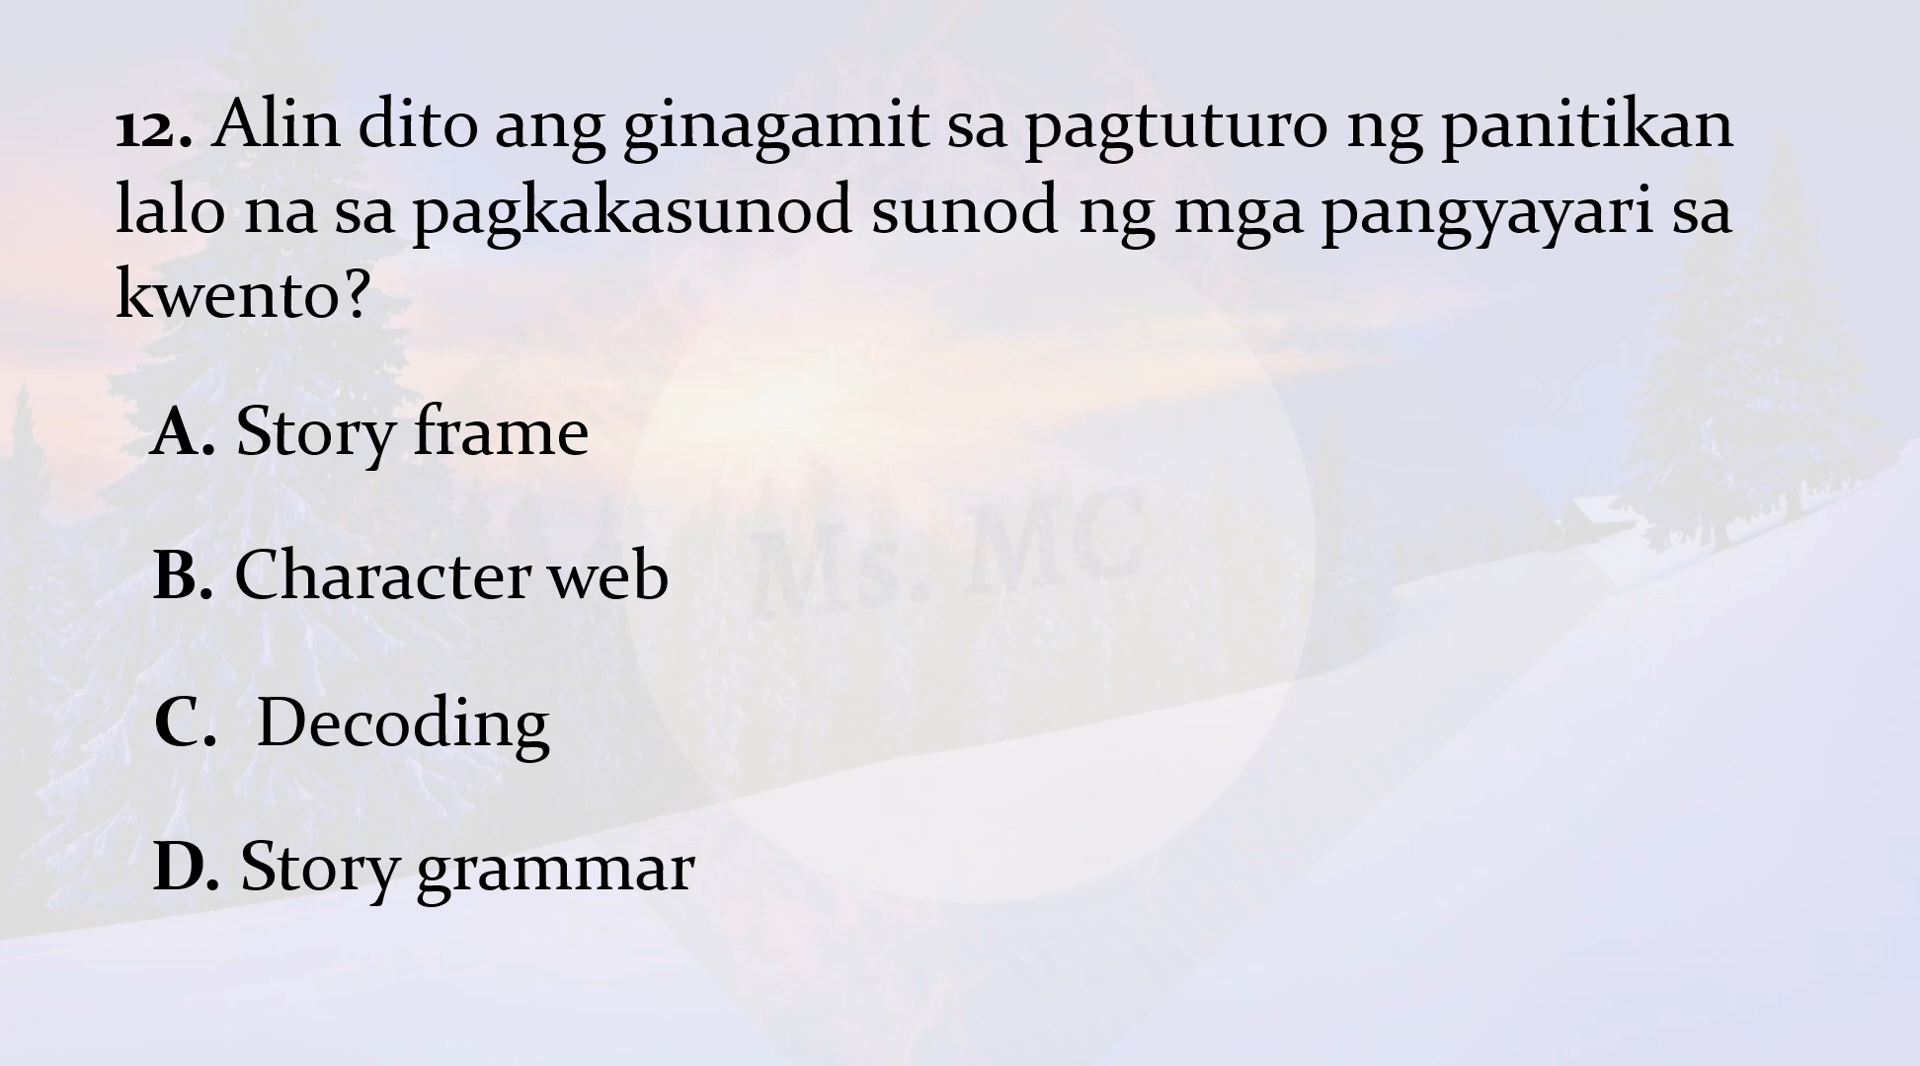 12. Alin dito ang ginagamit sa pagtuturo ng panitikan
lalo na sa pagkakasunod sunod ng mga pangyayari sa
kwento?
A. Story frame
B. Character web
Ms. MC
C. Decoding
D. Story grammar